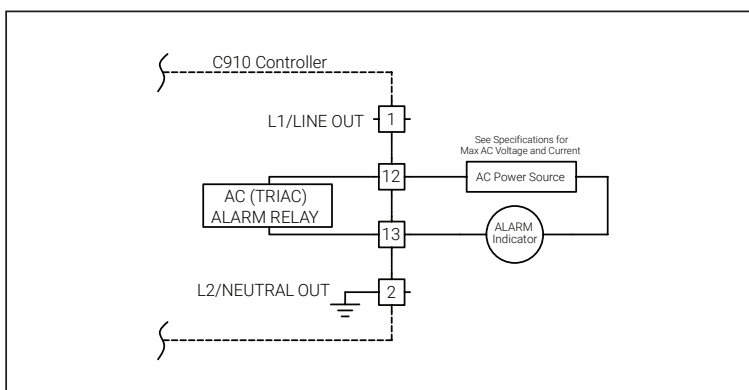 C910 Controller
L1/LINE OUT
1
See Specifications for
Max AC Voltage and Current
12
AC Power Source
AC (TRIAC)
ALARM RELAY
13
ALARM
Indicator
L2/NEUTRAL OUT
2